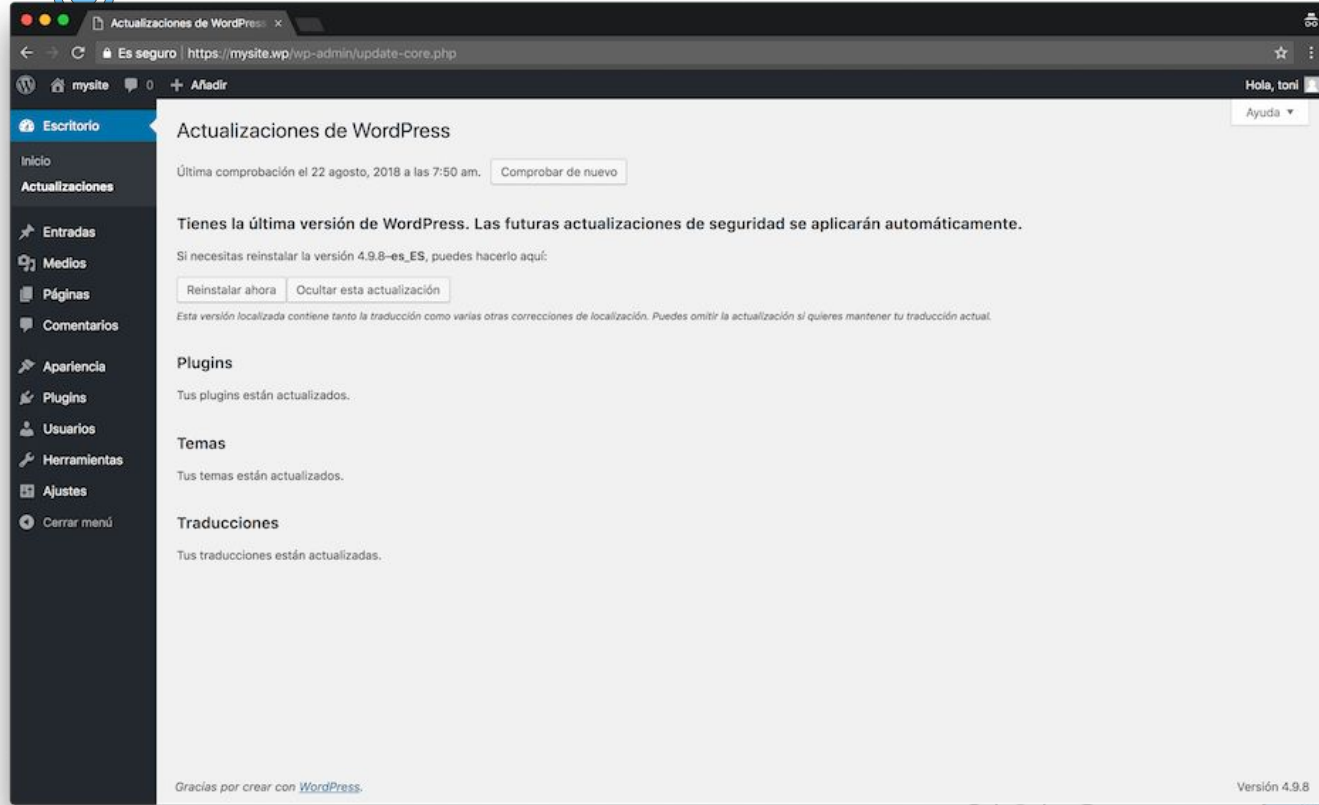 Actualizaciones de WordPress
Es seguro | https://mysite.wp/wp-admin/update-core.php
mysite 0 + Añadir Hola, toni
Ayuda
Escritorio
Inicio
Actualizaciones
Entradas
Medios
Páginas
Comentarios
Apariencia
Plugins
Usuarios
Herramientas
Ajustes
Cerrar menú
Actualizaciones de WordPress
Última comprobación el 22 agosto, 2018 a las 7:50 am. Comprobar de nuevo
Tienes la última versión de WordPress. Las futuras actualizaciones de seguridad se aplicarán automáticamente.
Si necesitas reinstalar la versión 4.9.8–es_ES, puedes hacerlo aquí:
Reinstalar ahora Ocultar esta actualización
Esta versión localizada contiene tanto la traducción como varias otras correcciones de localización. Puedes omitir la actualización si quieres mantener tu traducción actual.
Plugins
Tus plugins están actualizados.
Temas
Tus temas están actualizados.
Traducciones
Tus traducciones están actualizadas.
Gracias por crear con WordPress. Versión 4.9.8